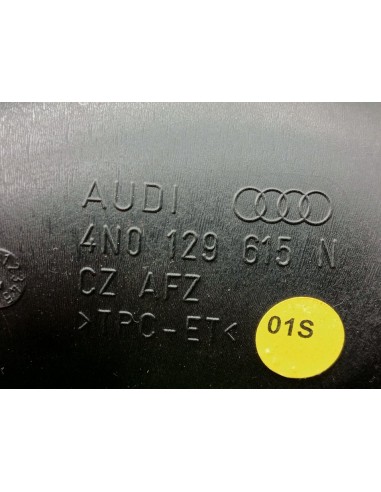 AUDI
4N0 129 615 N
CZ AFZ
>TPC-ET<
01S